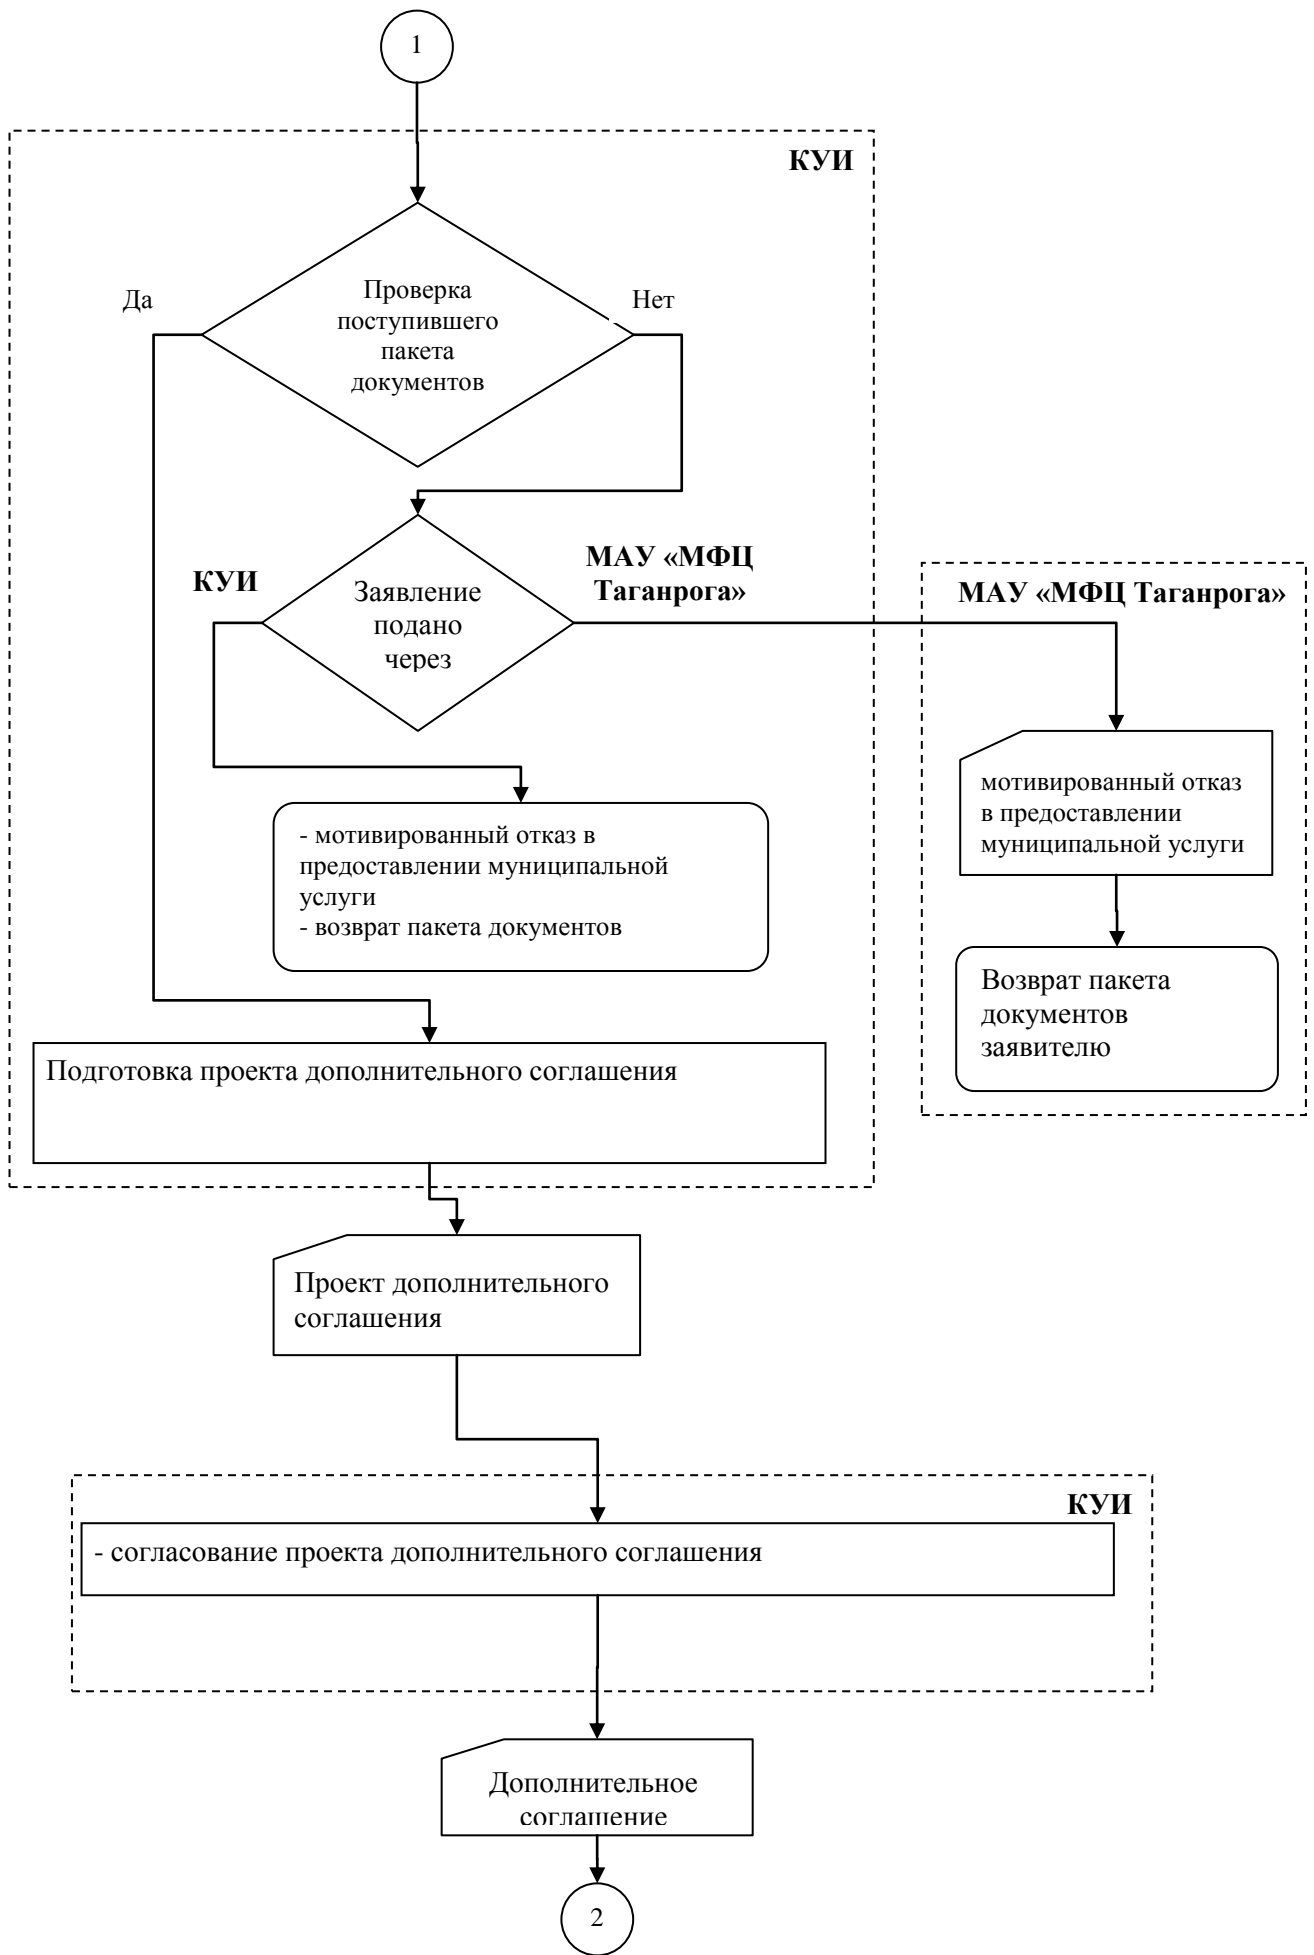 1
КУИ
Да
Нет
Проверка
поступившего
пакета
документов
КУИ
МАУ «МФЦ
Таганрога»
Заявление
подано
через
МАУ «МФЦ Таганрога»
мотивированный отказ
в предоставлении
муниципальной услуги
- мотивированный отказ в
предоставлении муниципальной
услуги
- возврат пакета документов
Возврат пакета
документов
заявителю
Подготовка проекта дополнительного соглашения
Проект дополнительного
соглашения
КУИ
- согласование проекта дополнительного соглашения
Дополнительное
соглашение
2